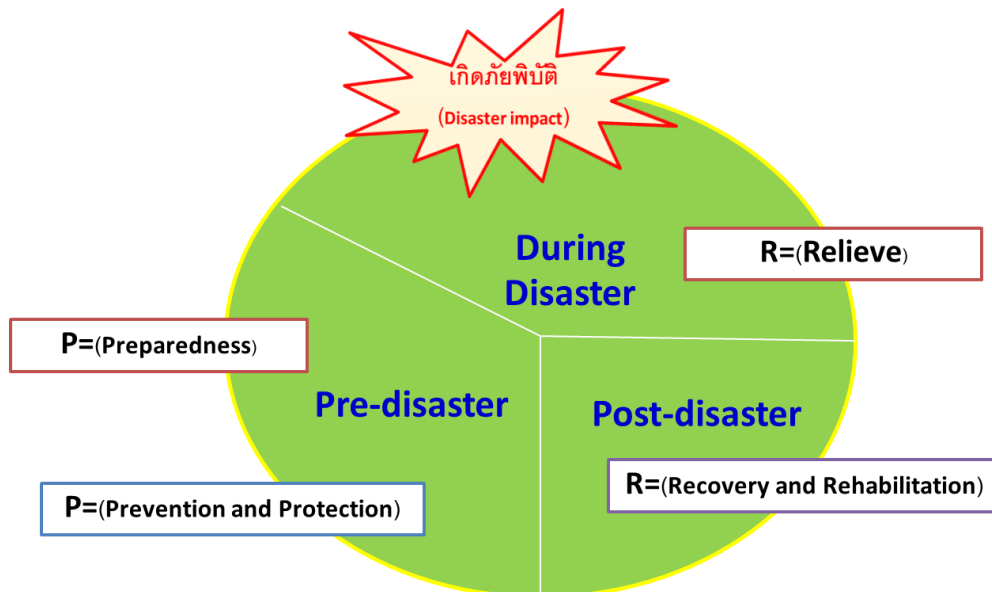 เกิดภัยพิบัติ
(Disaster impact)
During
Disaster
R=(Relieve)
P=(Preparedness)
Pre-disaster
Post-disaster
P=(Prevention and Protection)
R=(Recovery and Rehabilitation)